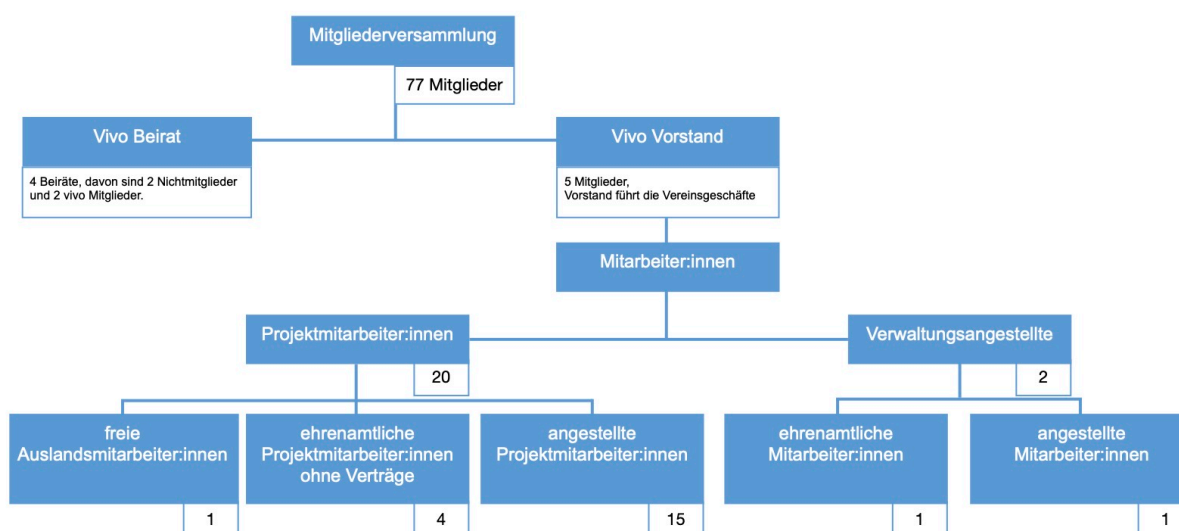 Mitgliederversammlung
77 Mitglieder
Vivo Beirat
4 Beiräte, davon sind 2 Nichtmitglieder
und 2 vivo Mitglieder.
Vivo Vorstand
5 Mitglieder,
Vorstand führt die Vereinsgeschäfte
Mitarbeiter:innen
Projektmitarbeiter:innen
20
Verwaltungsangestellte
2
freie
Auslandsmitarbeiter:innen
1
ehrenamtliche
Projektmitarbeiter:innen
ohne Verträge
4
angestellte
Projektmitarbeiter:innen
15
ehrenamtliche
Mitarbeiter:innen
1
angestellte
Mitarbeiter:innen
1